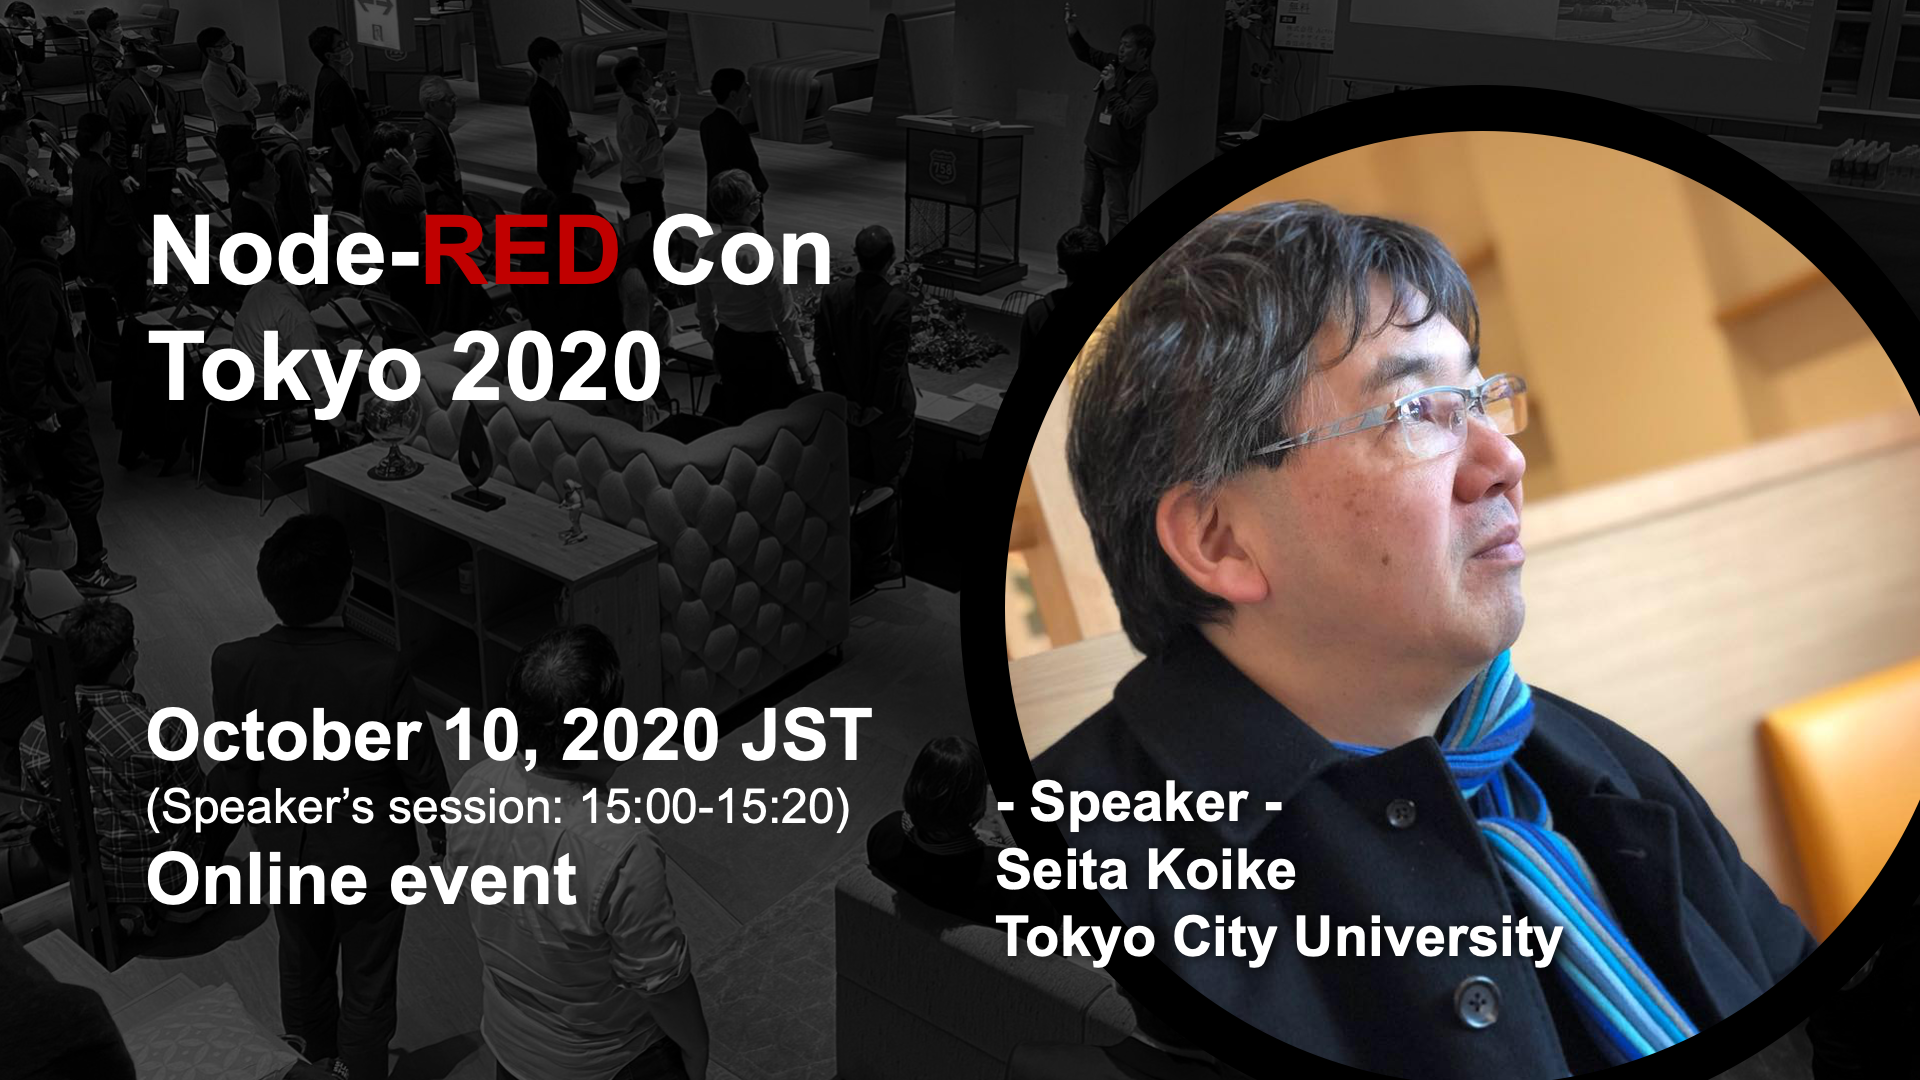 Node-RED Con
Tokyo 2020
October 10, 2020 JST
(Speaker’s session: 15:00-15:20)
Online event
- Speaker -
Seita Koike
Tokyo City University
758